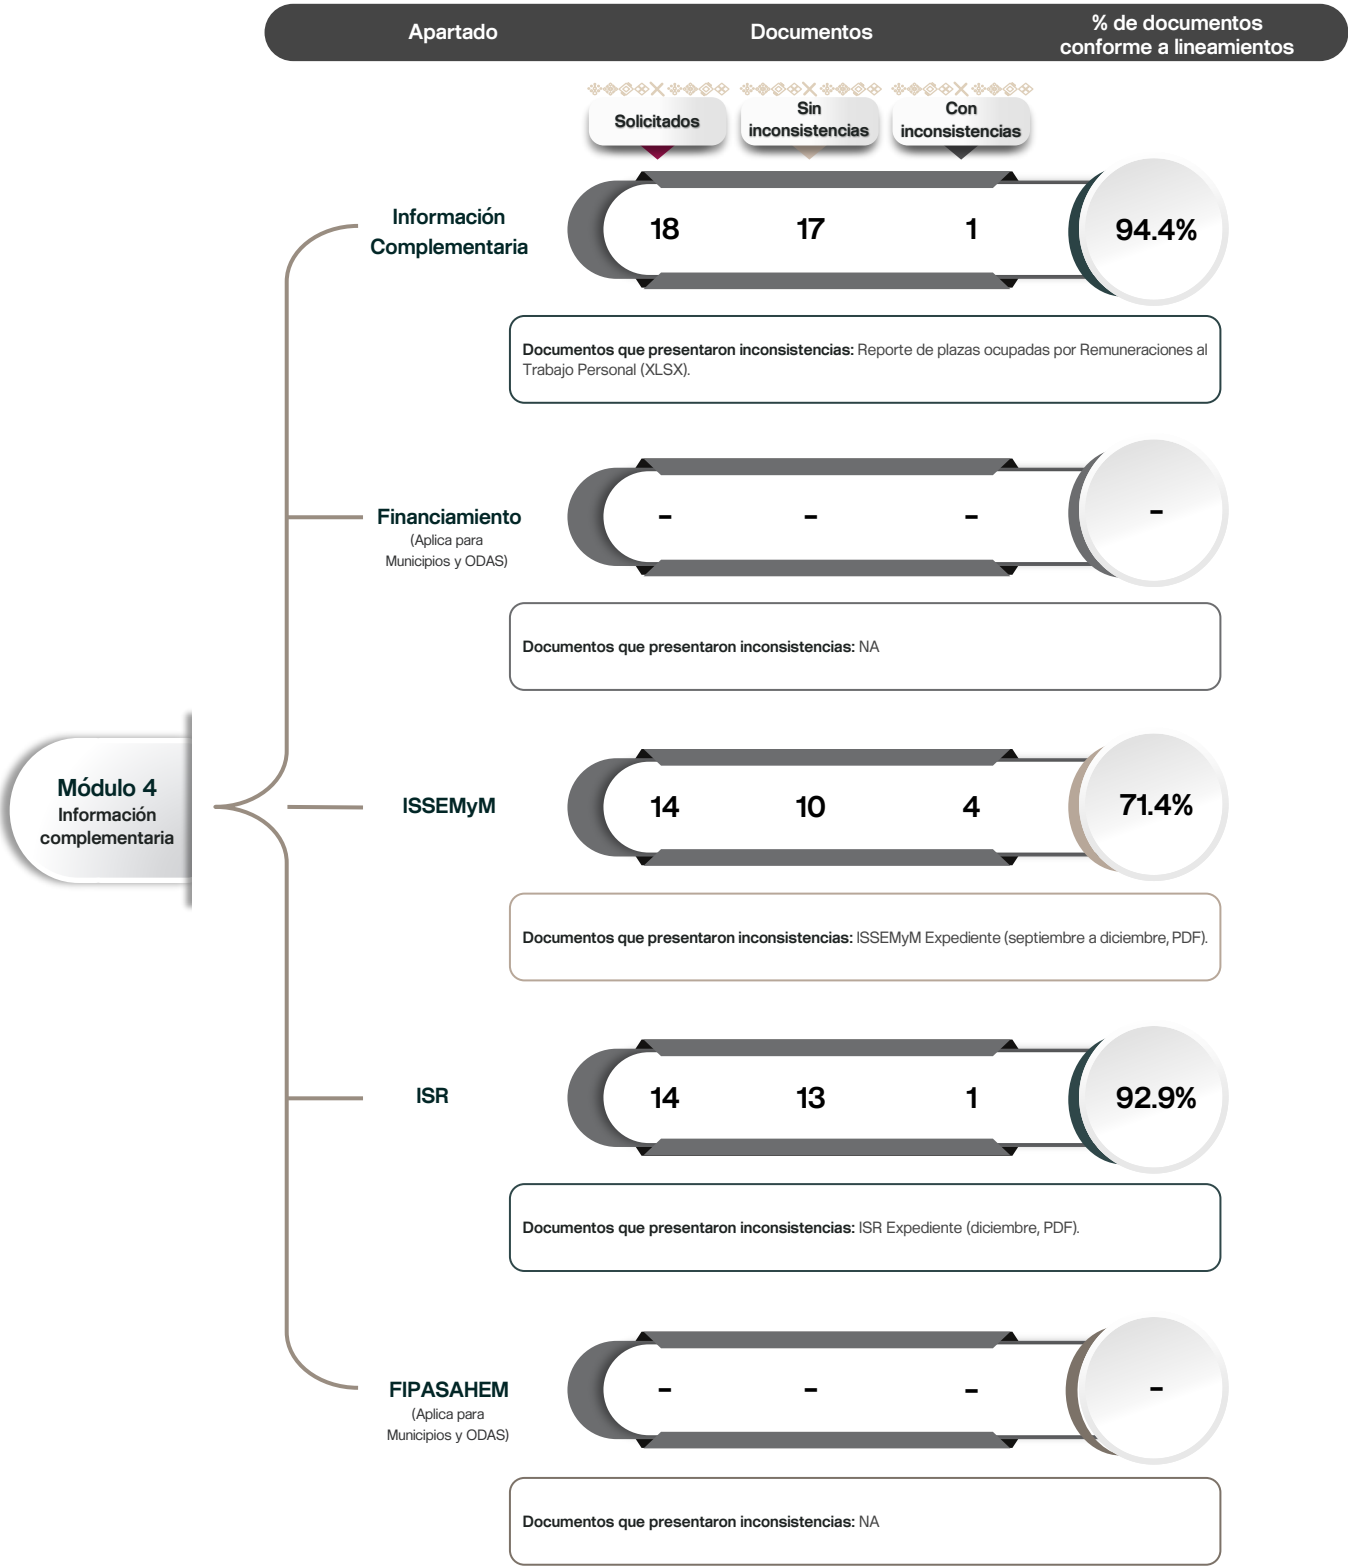 Apartado
Documentos
% de documentos
conforme a lineamientos
Solicitados
Sin
inconsistencias
Con
inconsistencias
Información
Complementaria
18
17
1
94.4%
Documentos que presentaron inconsistencias: Reporte de plazas ocupadas por Remuneraciones al
Trabajo Personal (XLSX).
Financiamiento
(Aplica para
Municipios y ODAS)
-
-
-
-
Documentos que presentaron inconsistencias: NA
Módulo 4
Información
complementaria
ISSEMyM
14
10
4
71.4%
Documentos que presentaron inconsistencias: ISSEMyM Expediente (septiembre a diciembre, PDF).
ISR
14
13
1
92.9%
Documentos que presentaron inconsistencias: ISR Expediente (diciembre, PDF).
FIPASAHEM
(Aplica para
Municipios y ODAS)
-
-
-
-
Documentos que presentaron inconsistencias: NA